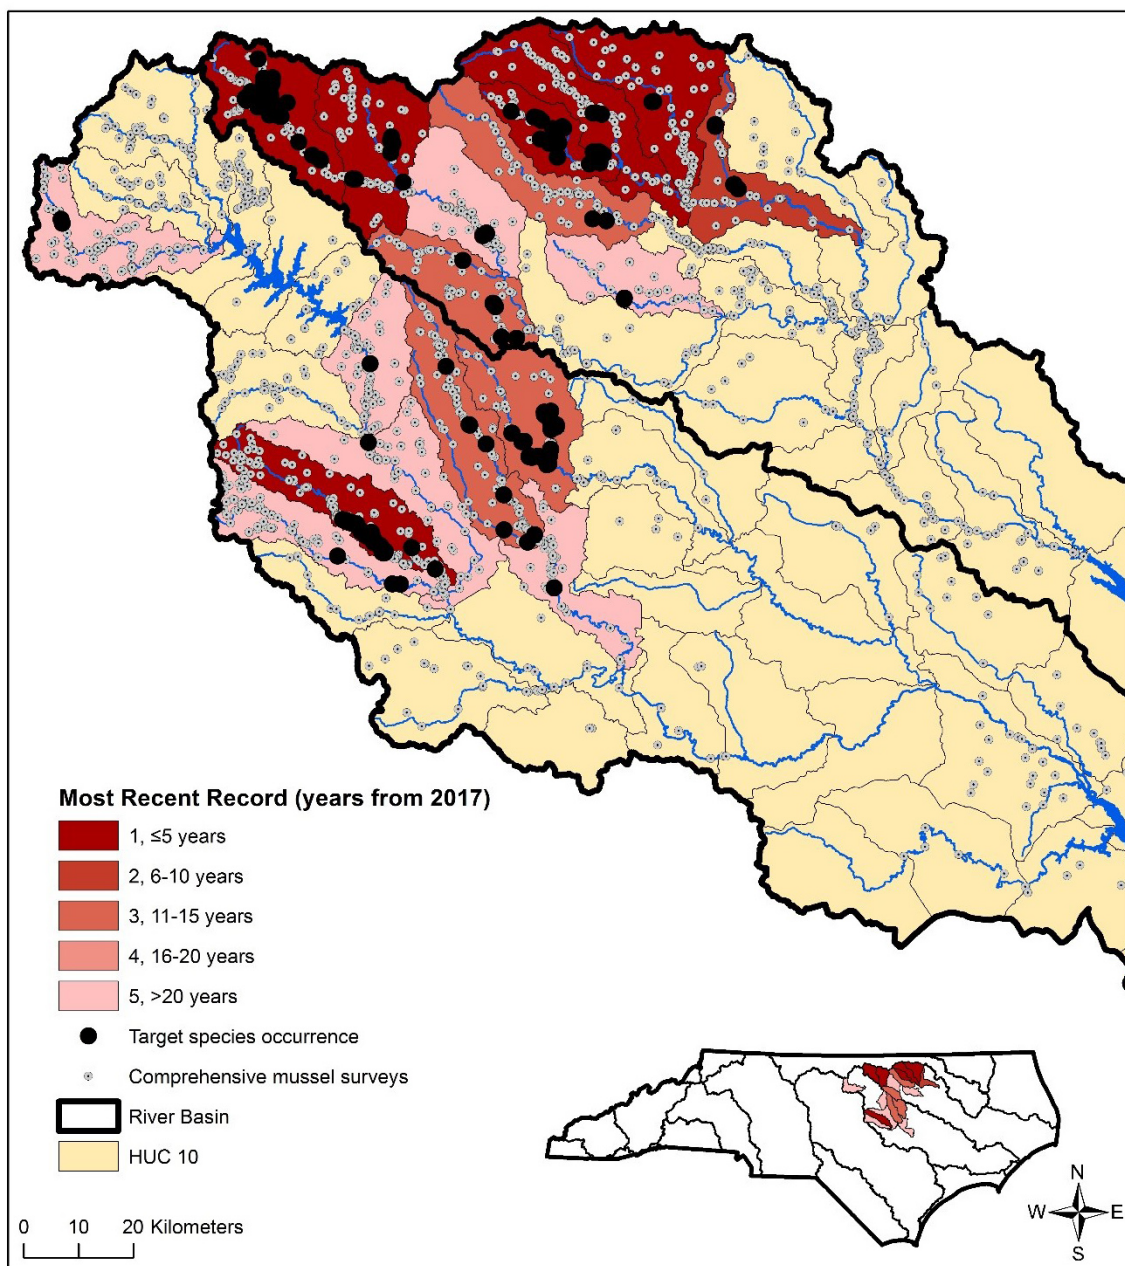 Most Recent Record (years from 2017)
1, ≤5 years
2, 6-10 years
3, 11-15 years
4, 16-20 years
5, >20 years
Target species occurrence
Comprehensive mussel surveys
River Basin
HUC 10
0 10 20 Kilometers
N
W E
S